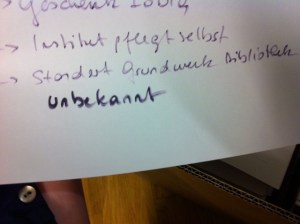 Geschenk
-> Institut pflegt selbst
-> Standort Grundwerk Bibliothek
unbekannt